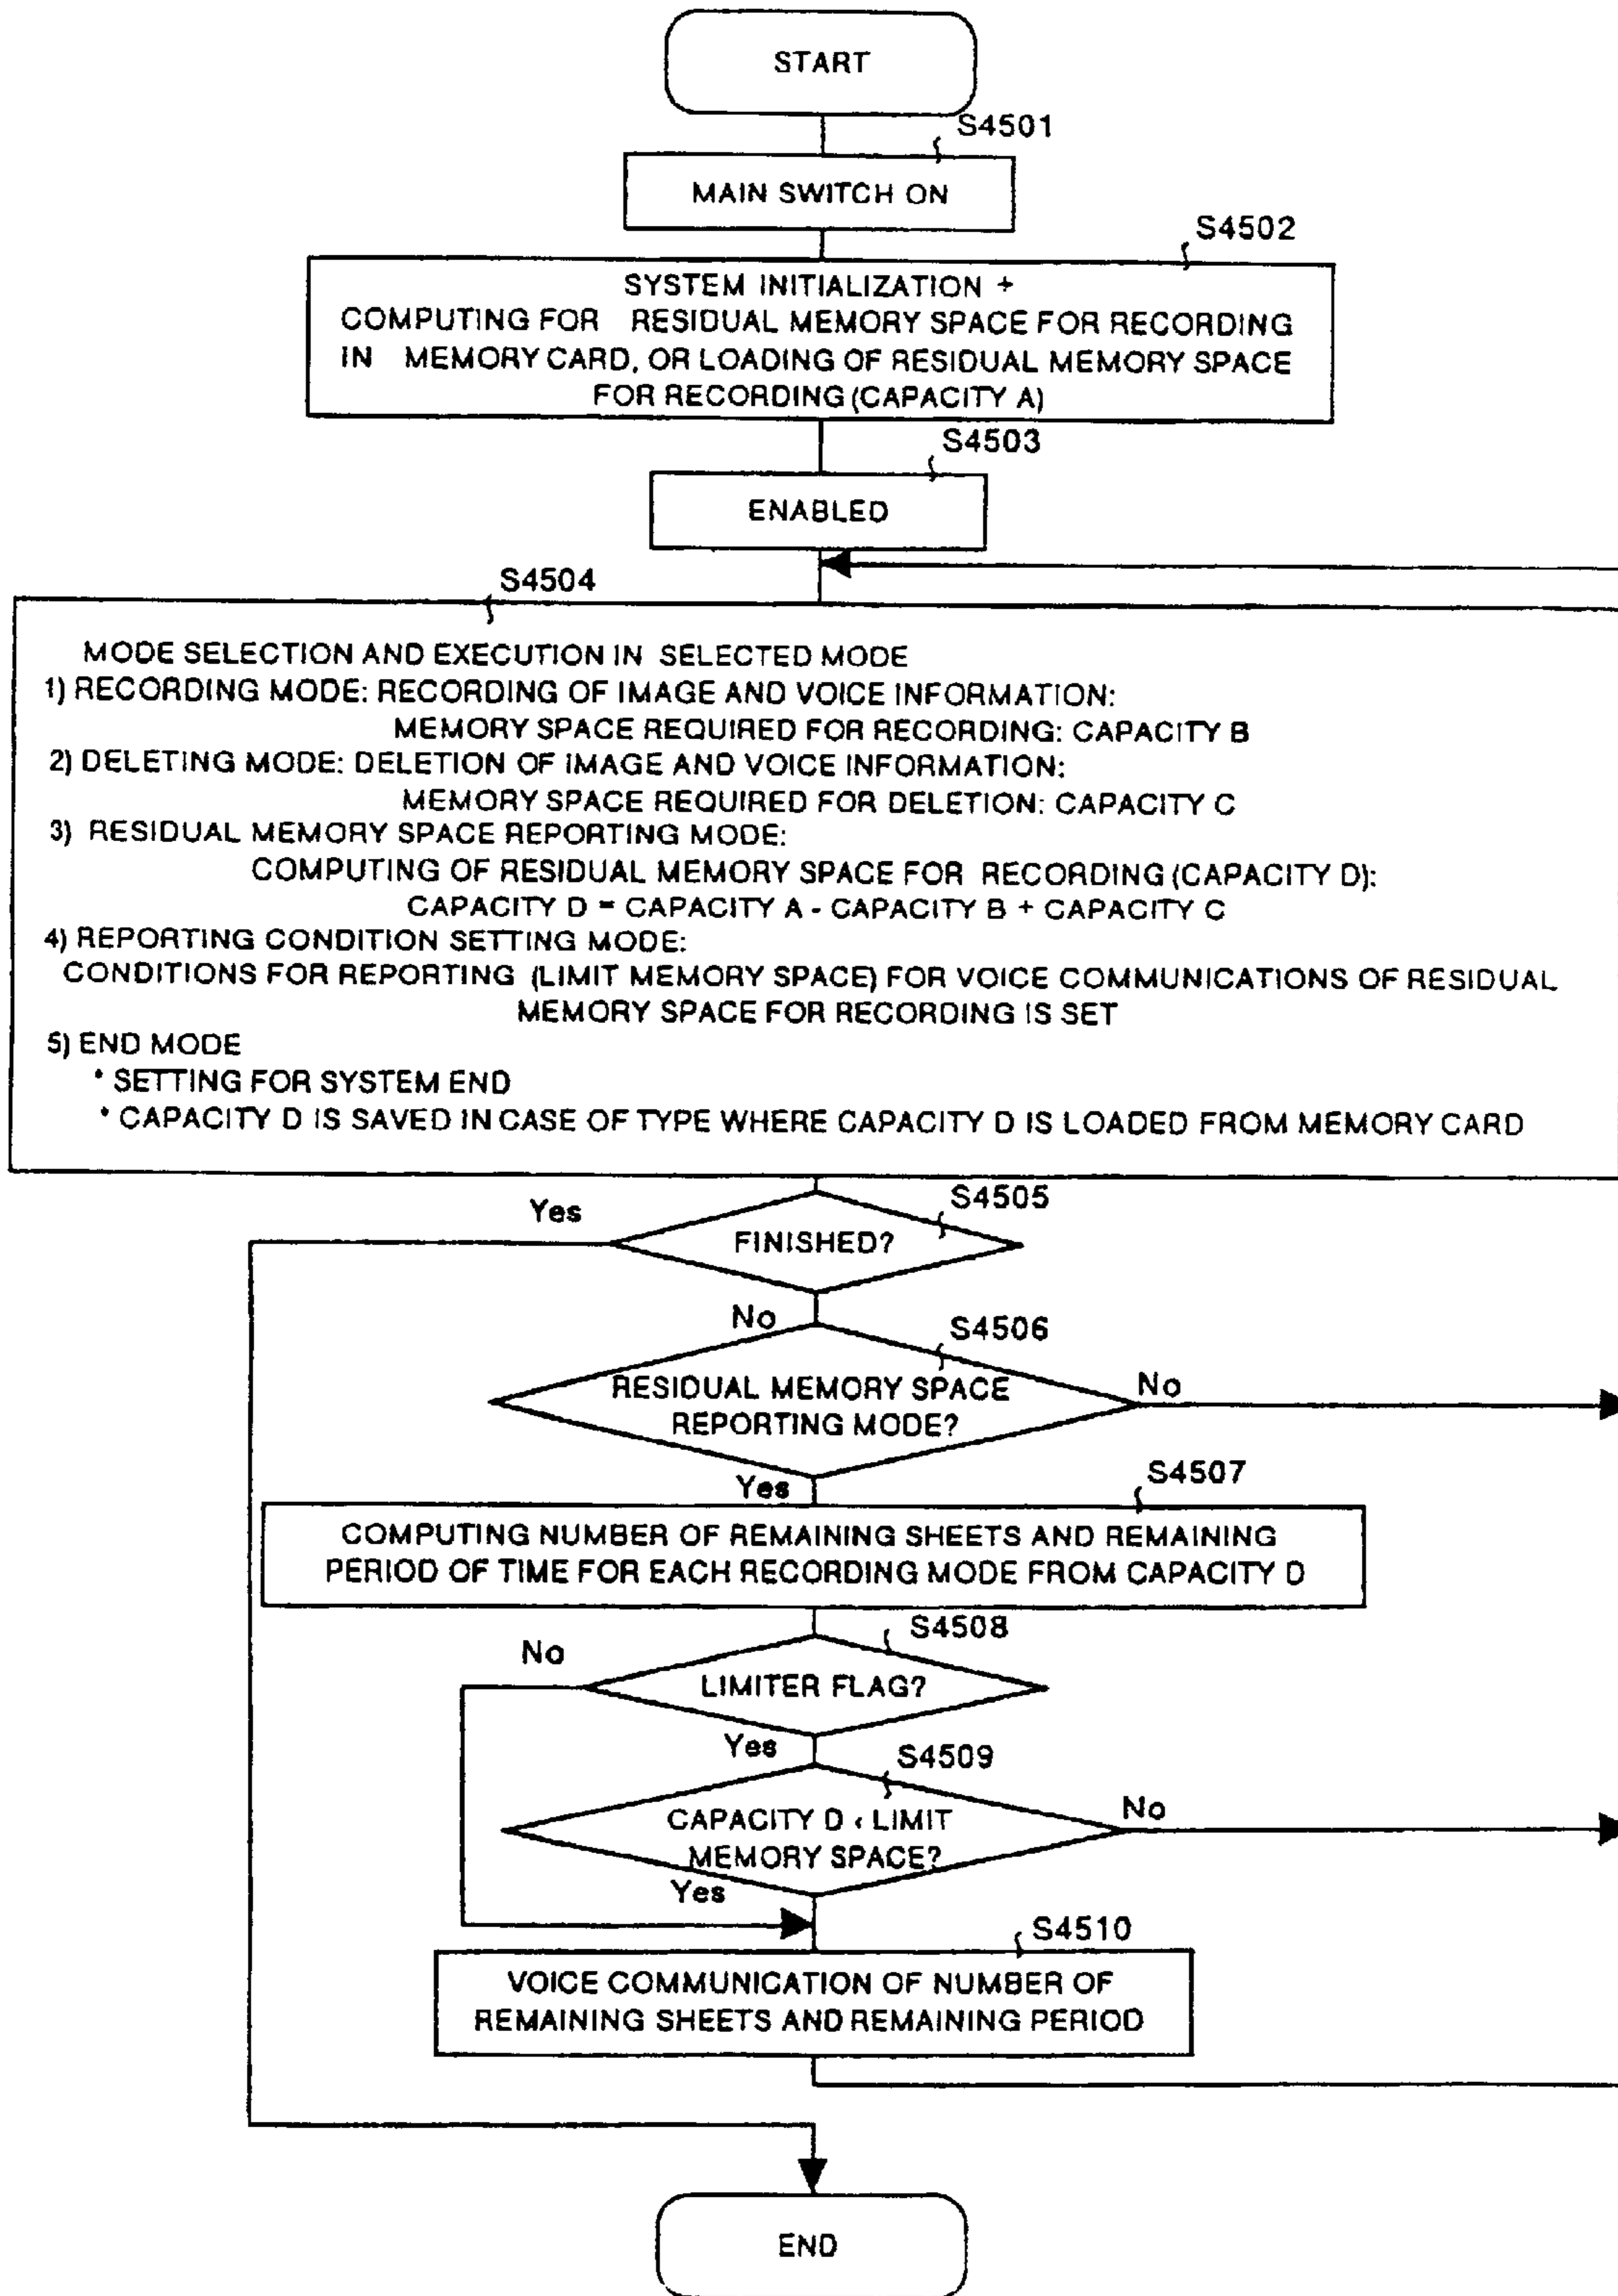 START
S4501
MAIN SWITCH ON
S4502
SYSTEM INITIALIZATION +
COMPUTING FOR RESIDUAL MEMORY SPACE FOR RECORDING
IN MEMORY CARD, OR LOADING OF RESIDUAL MEMORY SPACE
FOR RECORDING (CAPACITY A)
S4503
ENABLED
S4504
MODE SELECTION AND EXECUTION IN SELECTED MODE
1) RECORDING MODE: RECORDING OF IMAGE AND VOICE INFORMATION:
MEMORY SPACE REQUIRED FOR RECORDING: CAPACITY B
2) DELETING MODE: DELETION OF IMAGE AND VOICE INFORMATION:
MEMORY SPACE REQUIRED FOR DELETION: CAPACITY C
3) RESIDUAL MEMORY SPACE REPORTING MODE:
COMPUTING OF RESIDUAL MEMORY SPACE FOR RECORDING (CAPACITY D):
CAPACITY D = CAPACITY A - CAPACITY B + CAPACITY C
4) REPORTING CONDITION SETTING MODE:
CONDITIONS FOR REPORTING (LIMIT MEMORY SPACE) FOR VOICE COMMUNICATIONS OF RESIDUAL
MEMORY SPACE FOR RECORDING IS SET
5) END MODE
* SETTING FOR SYSTEM END
* CAPACITY D IS SAVED IN CASE OF TYPE WHERE CAPACITY D IS LOADED FROM MEMORY CARD
S4505
Yes
FINISHED?
No
S4506
RESIDUAL MEMORY SPACE
REPORTING MODE?
No
Yes
S4507
COMPUTING NUMBER OF REMAINING SHEETS AND REMAINING
PERIOD OF TIME FOR EACH RECORDING MODE FROM CAPACITY D
S4508
No
LIMITER FLAG?
Yes
S4509
CAPACITY D < LIMIT
MEMORY SPACE?
No
Yes
S4510
VOICE COMMUNICATION OF NUMBER OF
REMAINING SHEETS AND REMAINING PERIOD
END